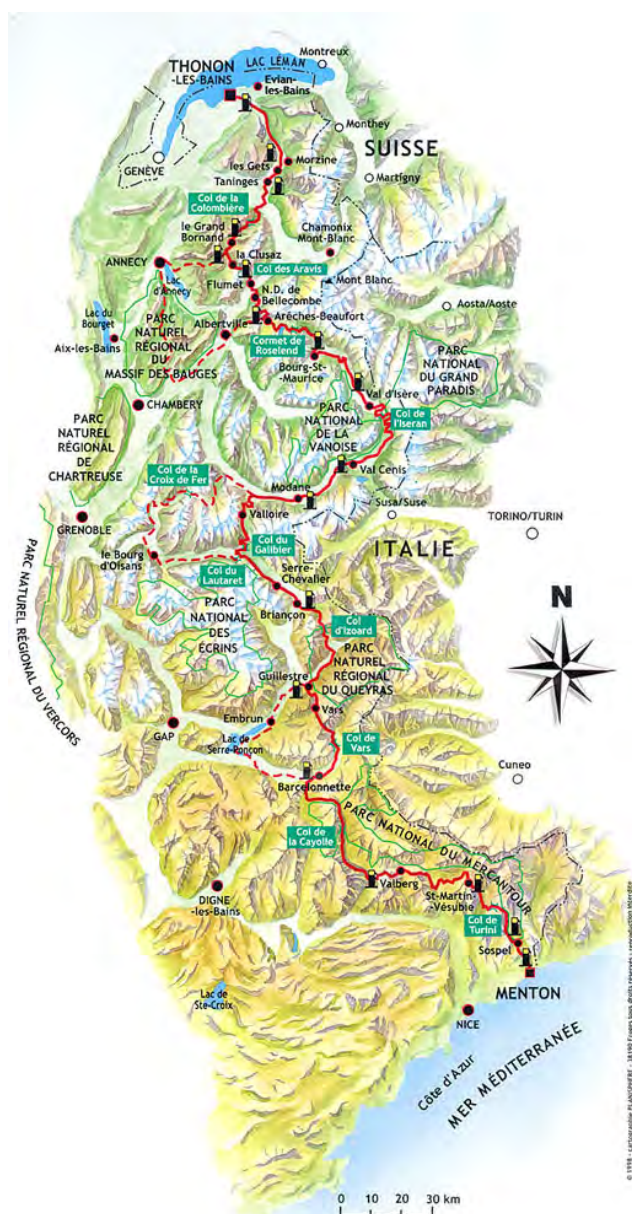 Montreux
LAC LÉMAN
THONON
-LES-BAINS
Evian-
les-Bains
Monthey
SUISSE
GENÈVE
les Gets
Morzine
Taninges
Martigny
Col de la
Colombière
le Grand
Bornand
Chamonix
Mont-Blanc
ANNECY
la Clusaz
Col des Aravis
Lac
d'Annecy
Flumet
Mont Blanc
N.D. de
Bellecombe
Aosta/Aoste
Lac du
Bourget
PARC
NATUREL
RÉGIONAL
DU
MASSIF DES BAUGES
Albertville
Arêches-Beaufort
Aix-les-Bains
Cormet de
Roselend
Bourg-St-
Maurice
PARC
NATIONAL
DU GRAND
PARADIS
Val d'Isère
CHAMBERY
PARC
NATIONAL
DE LA
VANOISE
Col de
l'Iseran
PARC
NATUREL
RÉGIONAL
DE
CHARTREUSE
Col de la
Croix de Fer
Val Cenis
Modane
Susa/Suse
GRENOBLE
Valloire
TORINO/TURIN
ITALIE
le Bourg
d'Oisans
Col du
Galibier
Col du
Lautaret
Serre-
Chevalier
PARC NATUREL RÉGIONAL DU VERCORS
PARC
NATIONAL
DES
ÉCRINS
Briançon
N
Col
d'Izoard
PARC
NATUREL
RÉGIONAL
DU QUEYRAS
Guillestre
Embrun
Vars
GAP
Lac de
Serre-Ponçon
Col de
Vars
Cuneo
Barcelonnette
PARC NATIONAL DU MERCANTOUR
Col de
la Cayolle
Valberg
DIGNE
-les-Bains
St-Martin-
Vésubie
Col de
Turini
Sospel
MENTON
Lac de
Ste-Croix
NICE
Côte d'Azur
MER MÉDITERRANÉE
0 10 20 30 km
© 1998 - cartographie PLANISPHERE - 38190